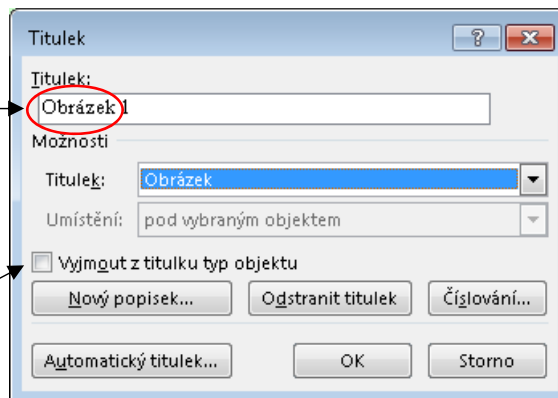 Titulek
Titulek:
Obrázek 1
Možnosti
Titulek: Obrázek
Umístění: pod vybraným objektem
Vyjmout z titulku typ objektu
Nový popisek... Odstranit titulek Číslování...
Automatický titulek... OK Storno